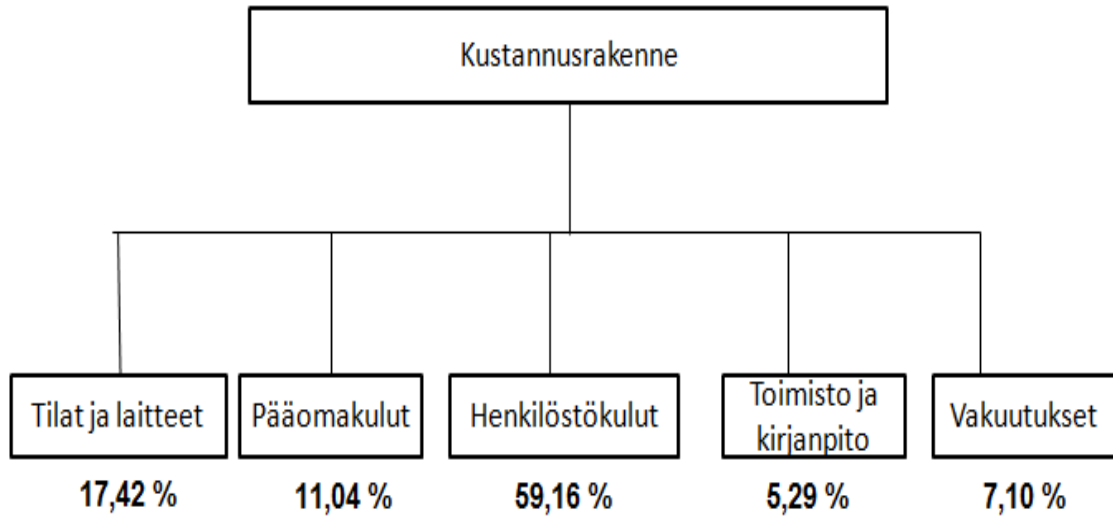 Kustannusrakenne
Tilat ja laitteet
Pääomakulut
Henkilöstökulut
Toimisto ja
kirjanpito
Vakuutukset
17,42 %
11,04 %
59,16 %
5,29 %
7,10 %